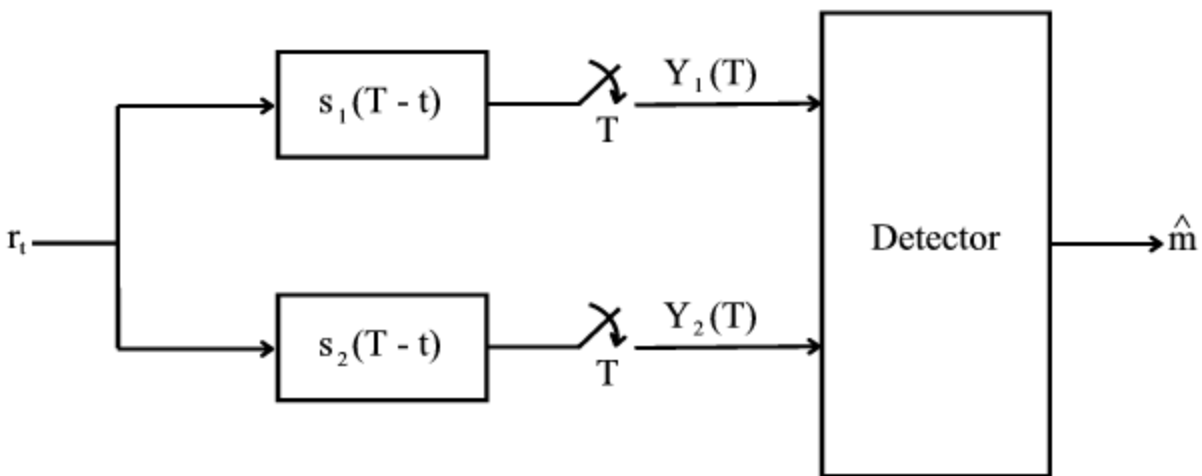 s₁(T - t)
T
Y₁(T)
rₜ
s₂(T - t)
T
Y₂(T)
Detector
m̂